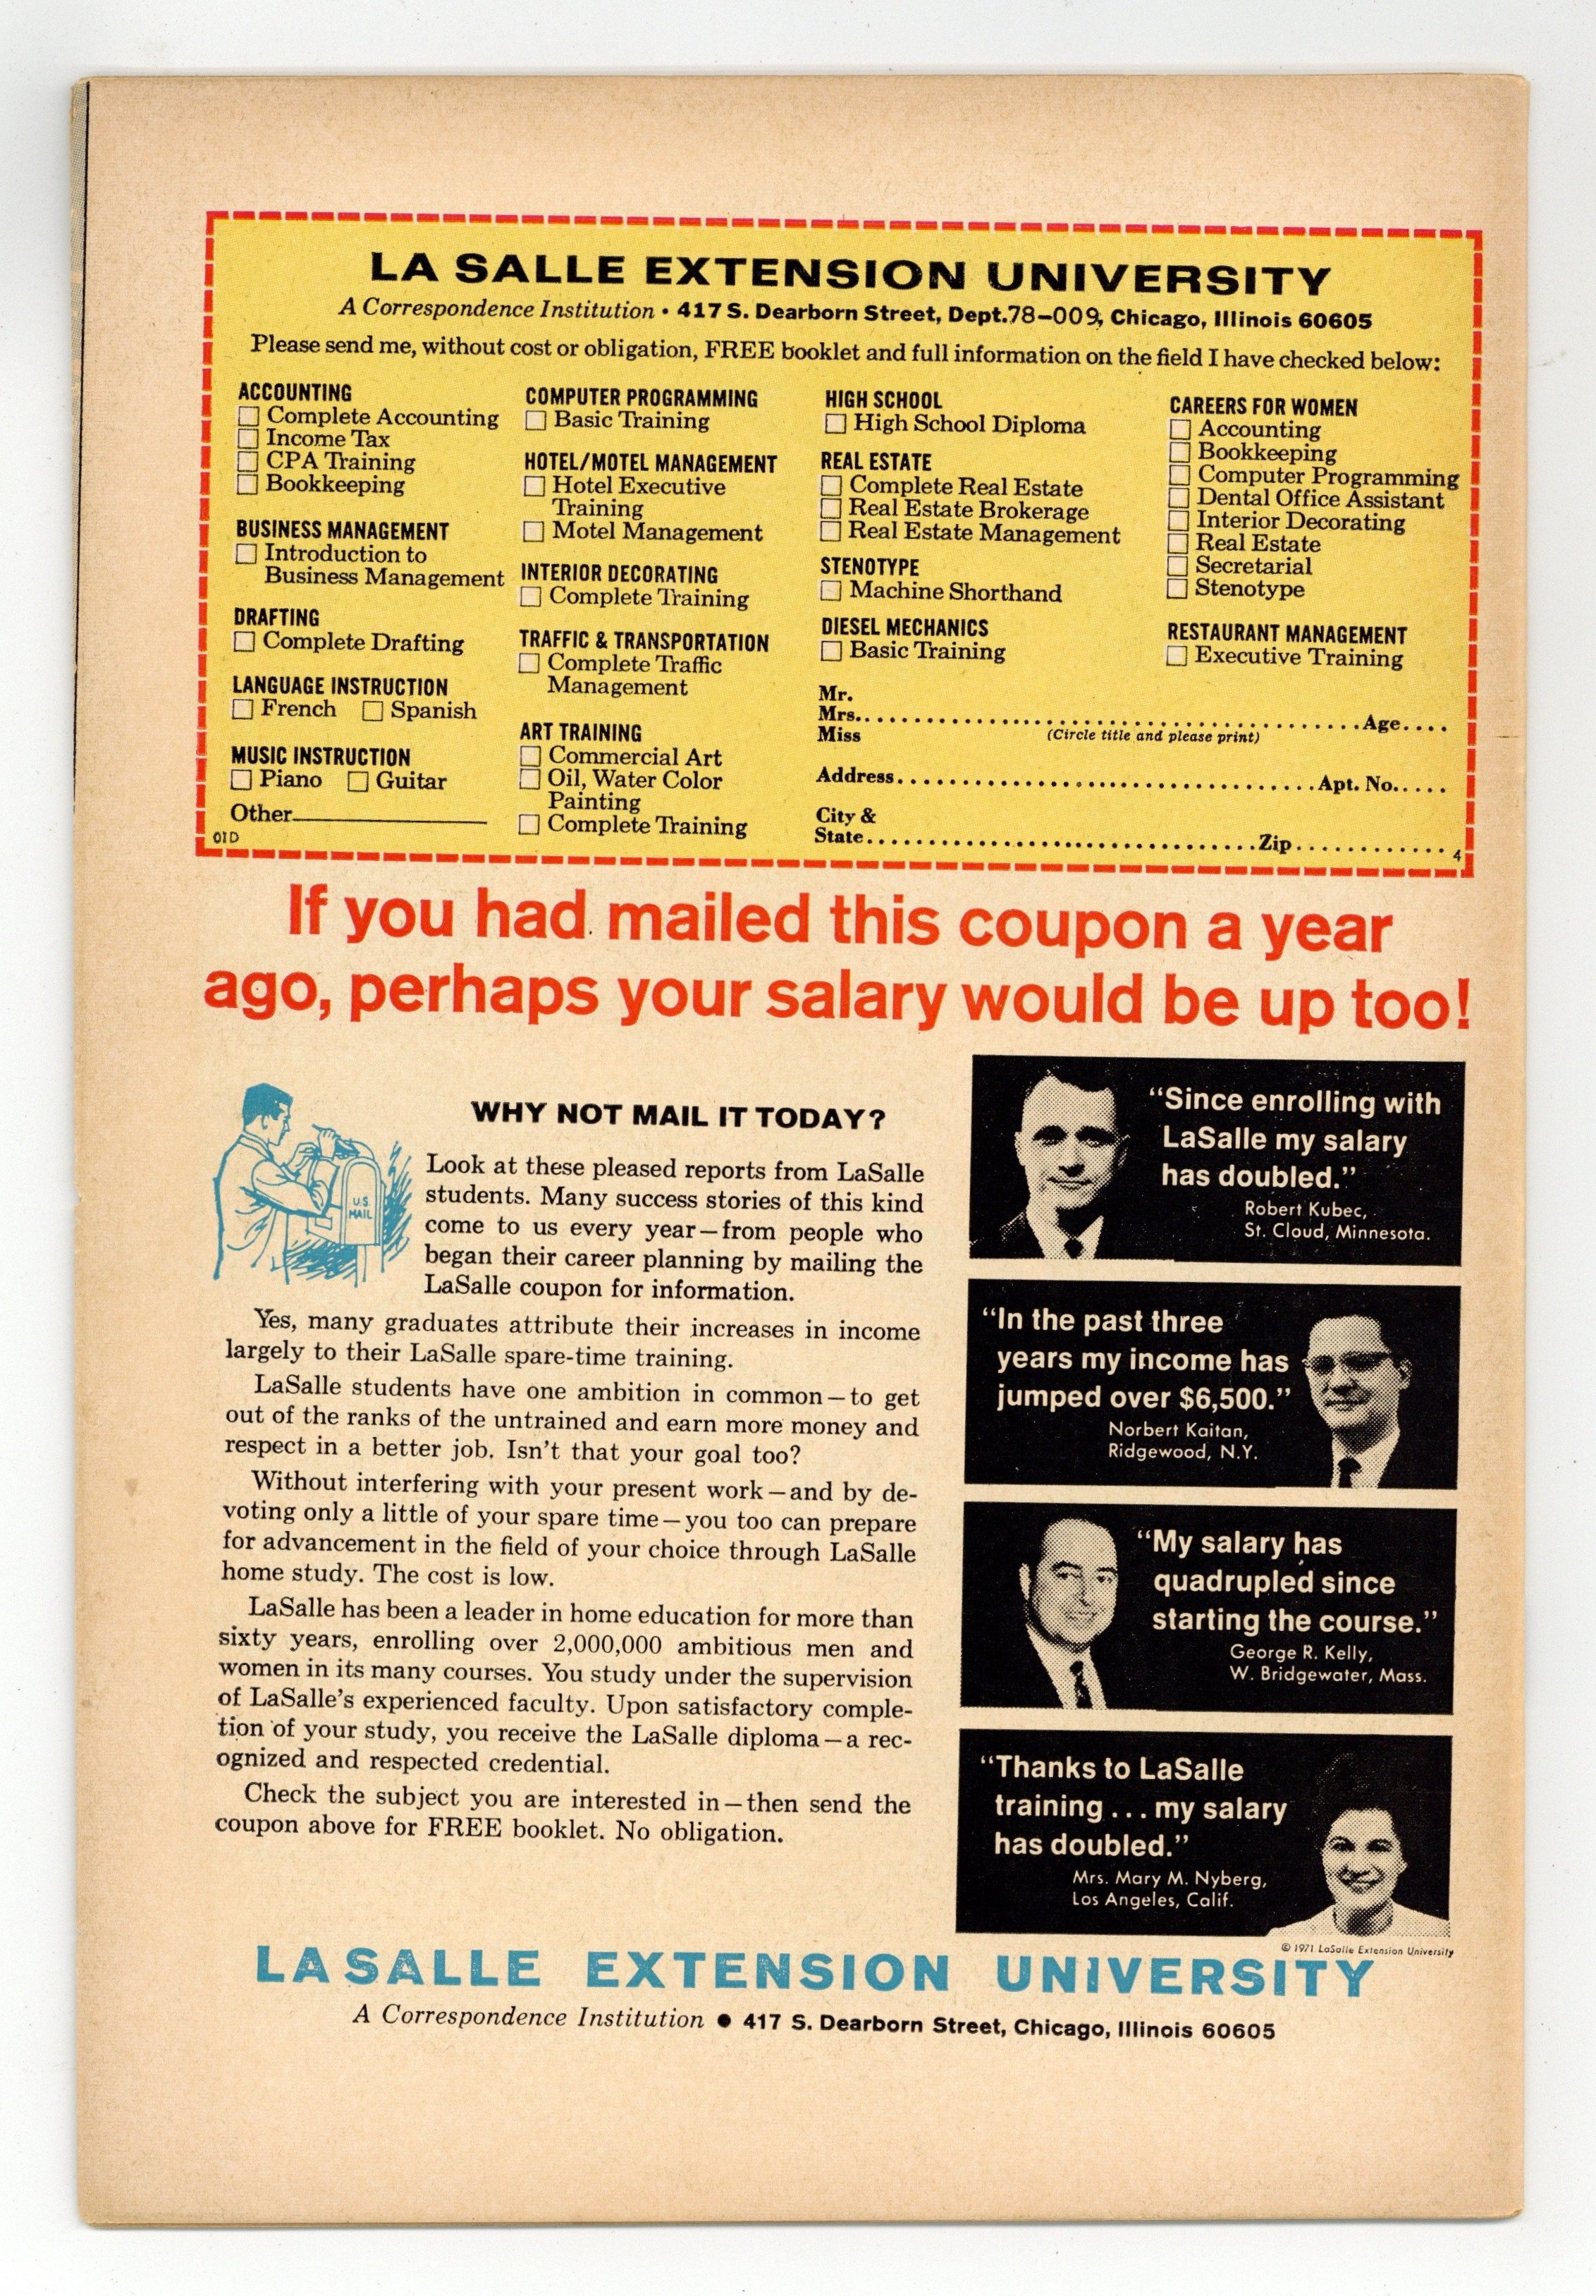 LA SALLE EXTENSION UNIVERSITY
A Correspondence Institution • 417 S. Dearborn Street, Dept.78–009, Chicago, Illinois 60605
Please send me, without cost or obligation, FREE booklet and full information on the field I have checked below:
ACCOUNTING
Complete Accounting
Income Tax
CPA Training
Bookkeeping
BUSINESS MANAGEMENT
Introduction to
Business Management
DRAFTING
Complete Drafting
LANGUAGE INSTRUCTION
French Spanish
MUSIC INSTRUCTION
Piano Guitar
Other
OID
COMPUTER PROGRAMMING
Basic Training
HOTEL/MOTEL MANAGEMENT
Hotel Executive
Training
Motel Management
INTERIOR DECORATING
Complete Training
TRAFFIC & TRANSPORTATION
Complete Traffic
Management
ART TRAINING
Commercial Art
Oil, Water Color
Painting
Complete Training
HIGH SCHOOL
High School Diploma
REAL ESTATE
Complete Real Estate
Real Estate Brokerage
Real Estate Management
STENOTYPE
Machine Shorthand
DIESEL MECHANICS
Basic Training
CAREERS FOR WOMEN
Accounting
Bookkeeping
Computer Programming
Dental Office Assistant
Interior Decorating
Real Estate
Secretarial
Stenotype
RESTAURANT MANAGEMENT
Executive Training
Mr.
Mrs. Age
Miss (Circle title and please print)
Address Apt. No.
City &
State Zip
4
If you had mailed this coupon a year
ago, perhaps your salary would be up too!
U.S.
MAIL
WHY NOT MAIL IT TODAY?
Look at these pleased reports from LaSalle
students. Many success stories of this kind
come to us every year—from people who
began their career planning by mailing the
LaSalle coupon for information.
Yes, many graduates attribute their increases in income
largely to their LaSalle spare-time training.
LaSalle students have one ambition in common—to get
out of the ranks of the untrained and earn more money and
respect in a better job. Isn't that your goal too?
Without interfering with your present work—and by de-
voting only a little of your spare time—you too can prepare
for advancement in the field of your choice through LaSalle
home study. The cost is low.
LaSalle has been a leader in home education for more than
sixty years, enrolling over 2,000,000 ambitious men and
women in its many courses. You study under the supervision
of LaSalle's experienced faculty. Upon satisfactory comple-
tion of your study, you receive the LaSalle diploma—a rec-
ognized and respected credential.
Check the subject you are interested in—then send the
coupon above for FREE booklet. No obligation.
"Since enrolling with
LaSalle my salary
has doubled."
Robert Kubec,
St. Cloud, Minnesota.
"In the past three
years my income has
jumped over $6,500."
Norbert Kaitan,
Ridgewood, N.Y.
"My salary has
quadrupled since
starting the course."
George R. Kelly,
W. Bridgewater, Mass.
"Thanks to LaSalle
training . . . my salary
has doubled."
Mrs. Mary M. Nyberg,
Los Angeles, Calif.
© 1971 LaSalle Extension University
LASALLE EXTENSION UNIVERSITY
A Correspondence Institution • 417 S. Dearborn Street, Chicago, Illinois 60605